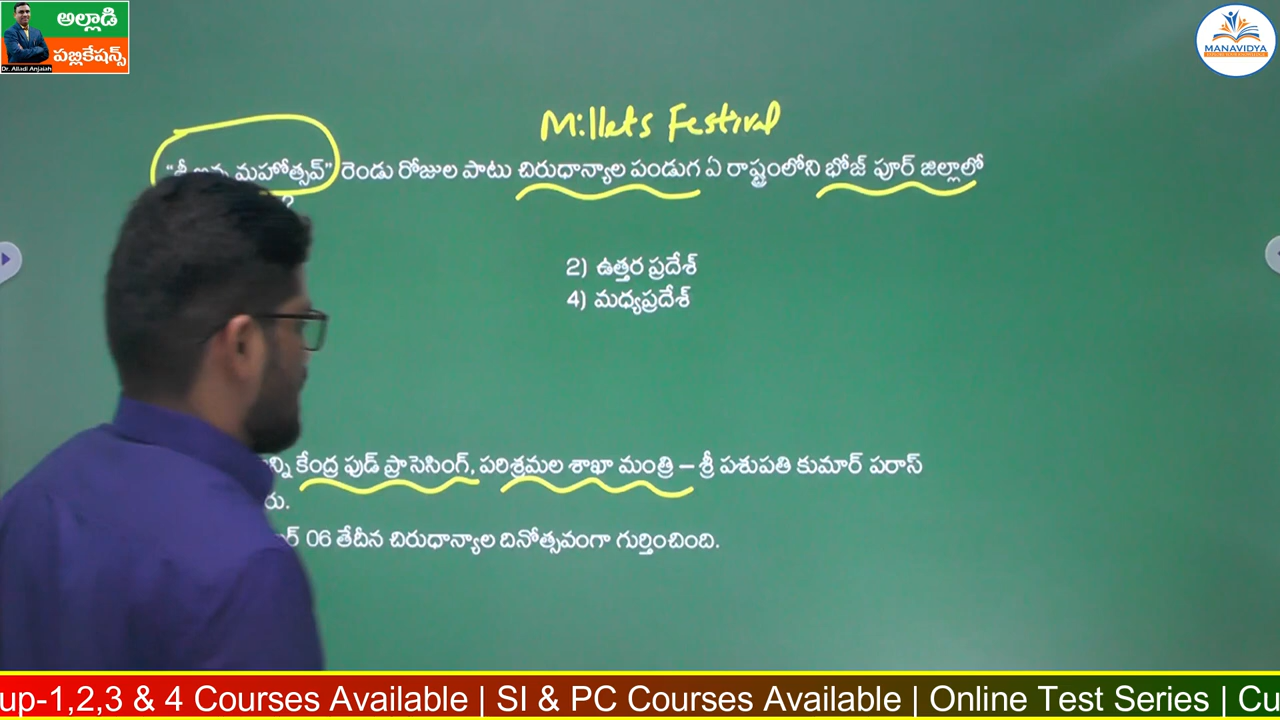 అల్లాడి
పబ్లికేషన్స్
Dr. Alladi Anjaiah
MANAVIDYA
Millets Festival
మహోత్సవ్" రెండు రోజుల పాటు చిరుధాన్యాల పండుగ ఏ రాష్ట్రంలోని భోజ్ పూర్ జిల్లాలో
?
2) ఉత్తర ప్రదేశ్
4) మధ్యప్రదేశ్
న్ని కేంద్ర ఫుడ్ ప్రాసెసింగ్, పరిశ్రమల శాఖా మంత్రి – శ్రీ పశుపతి కుమార్ పరాస్
రు.
ర్ 06 తేదీన చిరుధాన్యాల దినోత్సవంగా గుర్తించింది.
up-1,2,3 & 4 Courses Available | SI & PC Courses Available | Online Test Series | Cu